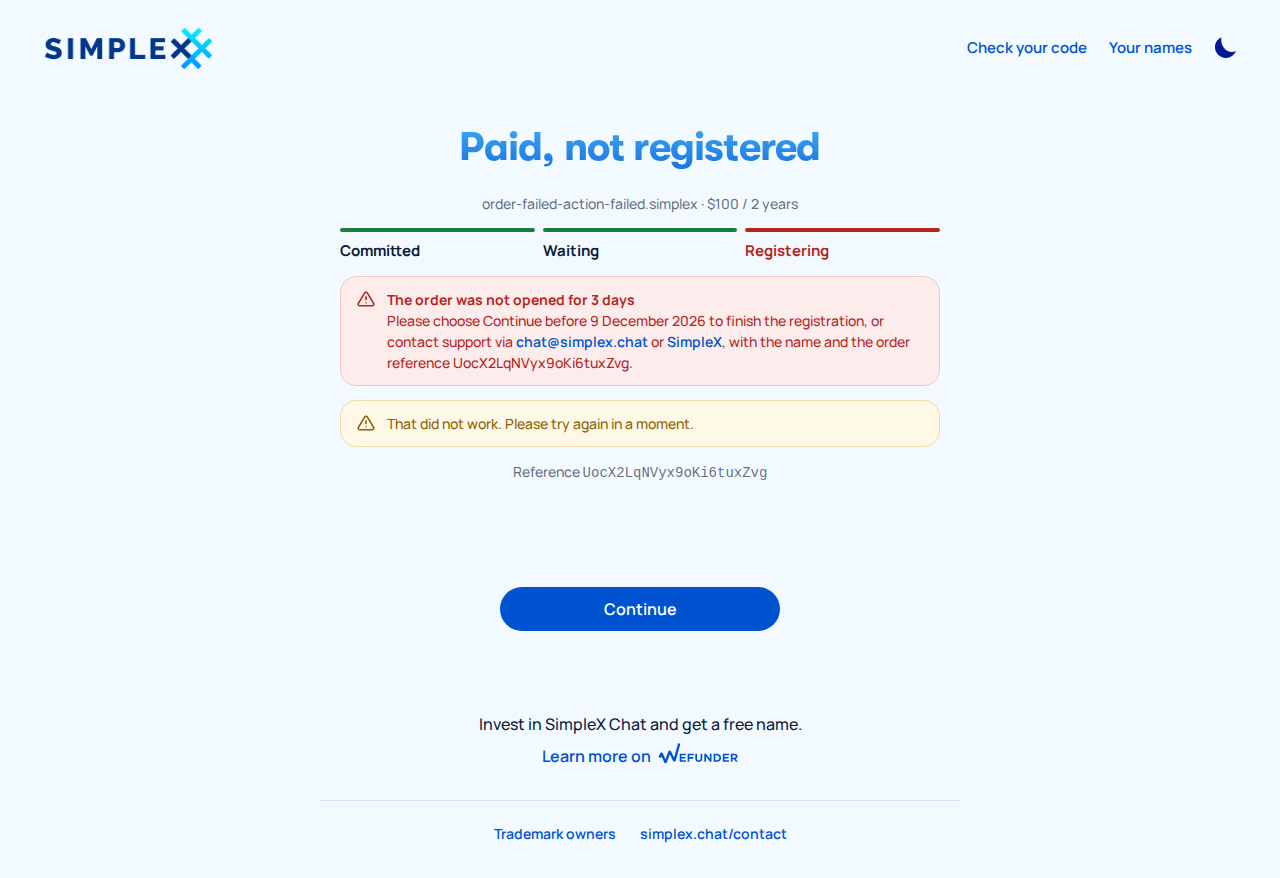 SIMPLEX
Check your code
Your names
Paid, not registered
order-failed-action-failed.simplex · $100 / 2 years
Committed
Waiting
Registering
The order was not opened for 3 days
Please choose Continue before 9 December 2026 to finish the registration, or
contact support via chat@simplex.chat or SimpleX, with the name and the order
reference UocX2LqNVyx9oKi6tuxZvg.
That did not work. Please try again in a moment.
Reference UocX2LqNVyx9oKi6tuxZvg
Continue
Invest in SimpleX Chat and get a free name.
Learn more on WEFUNDER
Trademark owners
simplex.chat/contact